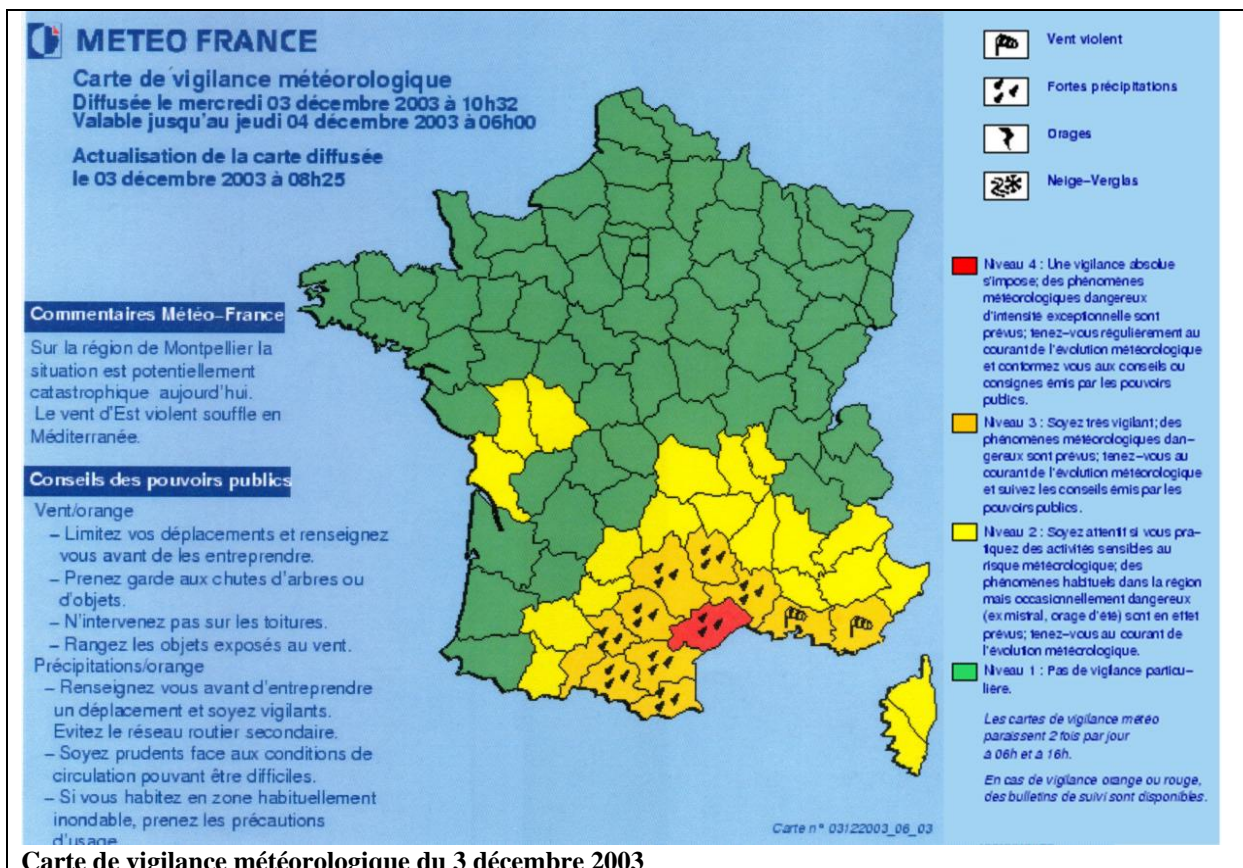 METEO FRANCE
Carte de vigilance météorologique
Diffusée le mercredi 03 décembre 2003 à 10h32
Valable jusqu'au jeudi 04 décembre 2003 à 06h00
Actualisation de la carte diffusée
le 03 décembre 2003 à 08h25
Commentaires Météo-France
Sur la région de Montpellier la
situation est potentiellement
catastrophique aujourd'hui.
Le vent d'Est violent souffle en
Méditerranée.
Conseils des pouvoirs publics
Vent/orange
– Limitez vos déplacements et renseignez
vous avant de les entreprendre.
– Prenez garde aux chutes d'arbres ou
d'objets.
– N'intervenez pas sur les toitures.
– Rangez les objets exposés au vent.
Précipitations/orange
– Renseignez vous avant d'entreprendre
un déplacement et soyez vigilants.
Evitez le réseau routier secondaire.
– Soyez prudents face aux conditions de
circulation pouvant être difficiles.
– Si vous habitez en zone habituellement
inondable, prenez les précautions
d'usage
Vent violent
Fortes précipitations
Orages
Neige–Verglas
Niveau 4 : Une vigilance absolue
s'impose; des phénomènes
météorologiques dangereux
d'intensité exceptionnelle sont
prévus; tenez–vous régulièrement au
courant de l'évolution météorologique
et conformez vous aux conseils ou
consignes émis par les pouvoirs
publics.
Niveau 3 : Soyez tres vigilant; des
phénomènes météorologiques dan–
gereux sont prévus; tenez–vous au
courant de l'évolution météorologique
et suivez les conseils émis par les
pouvoirs publics.
Niveau 2 : Soyez attentif si vous pra–
tiquez des activités sensibles au
risque météorologique; des
phénomènes habituels dans la région
mais occasionnellement dangereux
(ex mistral, orage d'été) sont en effet
prévus; tenez–vous au courant de
l'évolution météorologique.
Niveau 1 : Pas de vigilance particu–
lière.
Les cartes de vigilance météo
paraissent 2 fois par jour
à 06h et à 16h.
En cas de vigilance orange ou rouge,
des bulletins de suivi sont disponibles.
Carte n° 03122003_06_03
Carte de vigilance météorologique du 3 décembre 2003